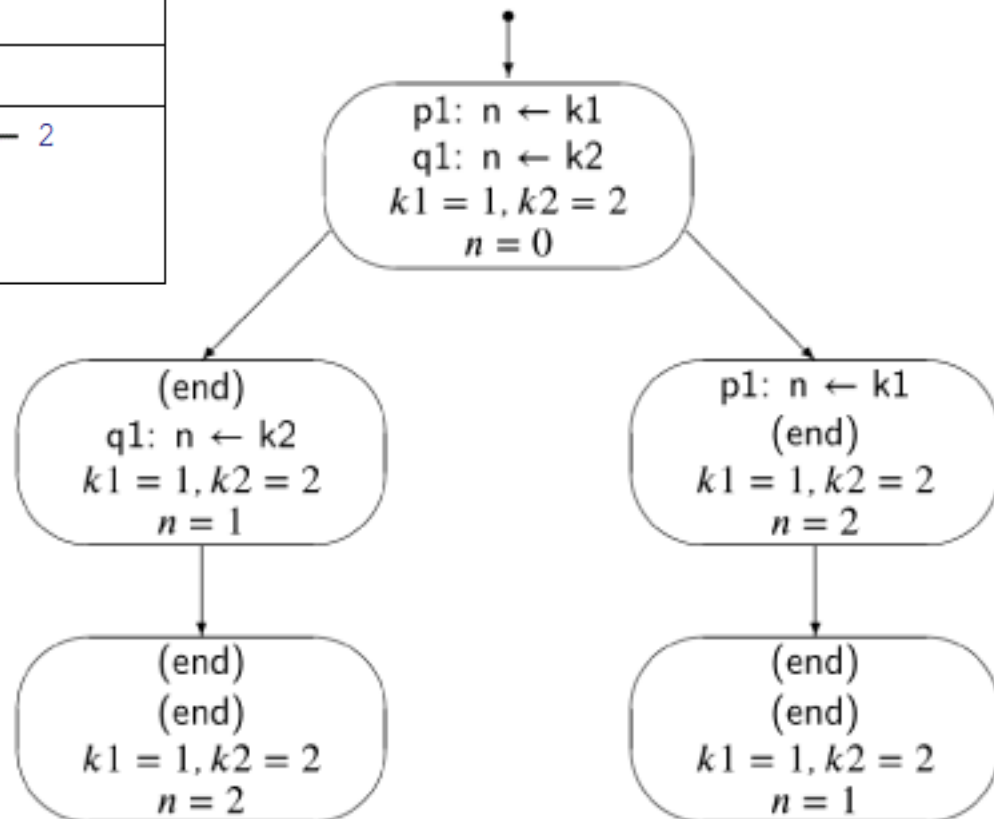 ← 2
p1: n ← k1
q1: n ← k2
k1 = 1, k2 = 2
n = 0
(end)
q1: n ← k2
k1 = 1, k2 = 2
n = 1
p1: n ← k1
(end)
k1 = 1, k2 = 2
n = 2
(end)
(end)
k1 = 1, k2 = 2
n = 2
(end)
(end)
k1 = 1, k2 = 2
n = 1